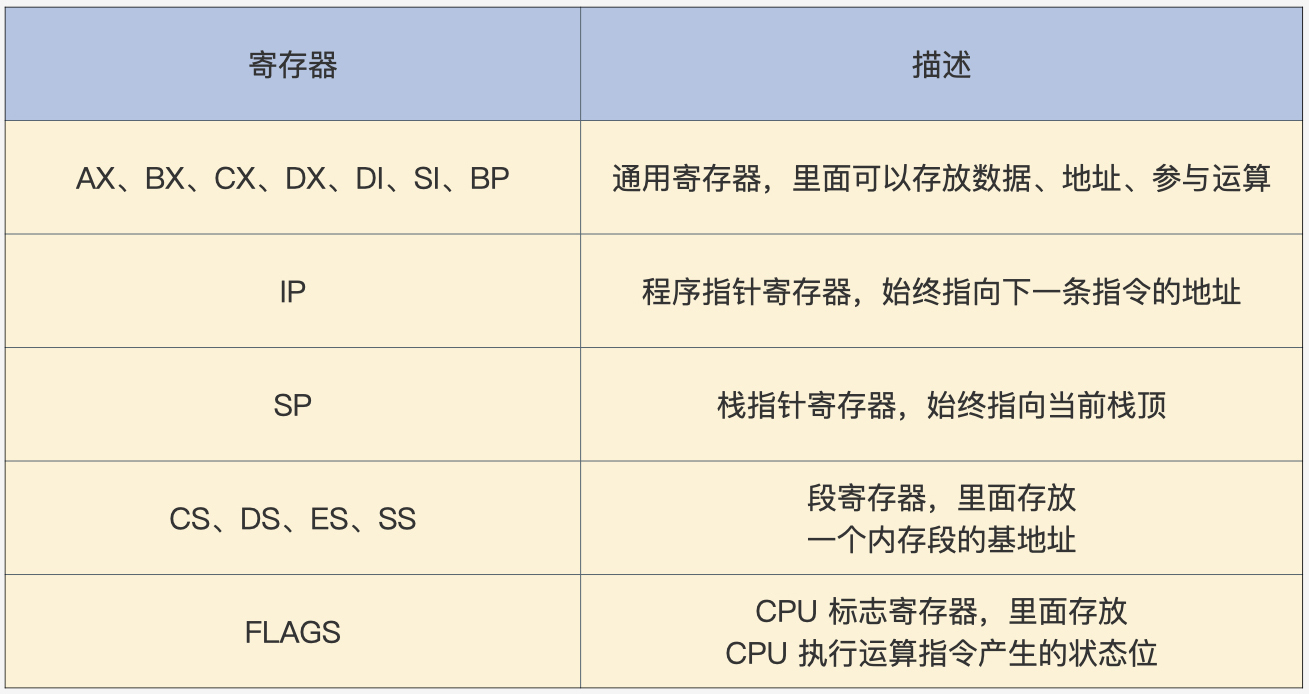 寄存器
描述
AX、BX、CX、DX、DI、SI、BP
通用寄存器，里面可以存放数据、地址、参与运算
IP
程序指针寄存器，始终指向下一条指令的地址
SP
栈指针寄存器，始终指向当前栈顶
CS、DS、ES、SS
段寄存器，里面存放
一个内存段的基地址
FLAGS
CPU 标志寄存器，里面存放
CPU 执行运算指令产生的状态位